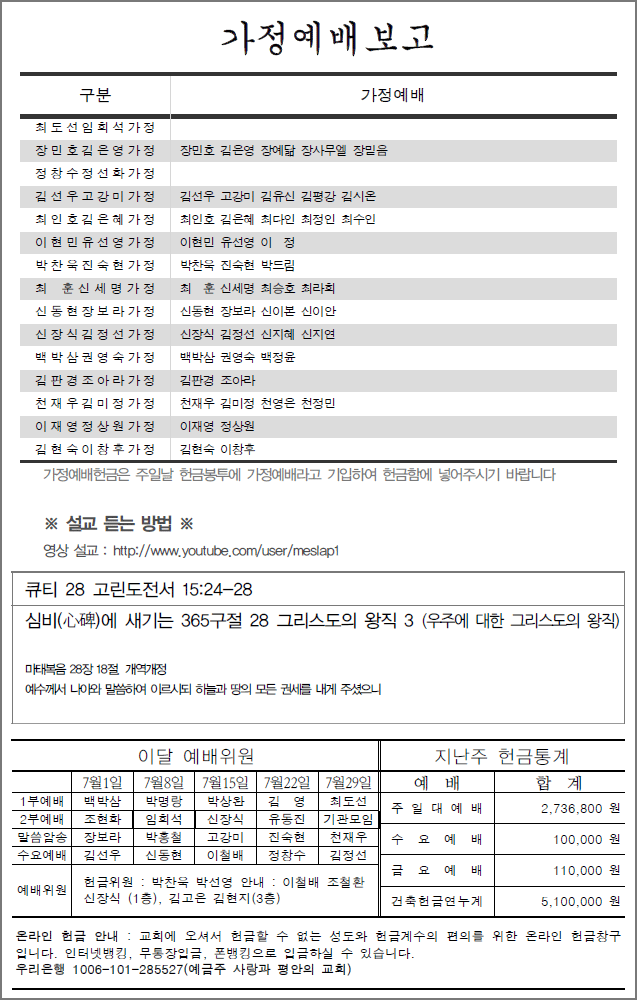 가정예배보고
구분 가정예배
최도선임희석가정
장민호김은영가정 장민호 김은영 장예닮 장사무엘 장믿음
정창수정선화가정
김선우고강미가정 김선우 고강미 김유신 김평강 김시온
최인호김은혜가정 최인호 김은혜 최다인 최정인 최수인
이현민유선영가정 이현민 유선영 이 정
박찬욱진숙현가정 박찬욱 진숙현 박드림
최 훈신세명가정 최 훈 신세명 최승호 최라희
신동현장보라가정 신동현 장보라 신이본 신이안
신장식김정선가정 신장식 김정선 신지혜 신지연
백박삼권영숙가정 백박삼 권영숙 백정윤
김판경조아라가정 김판경 조아라
천재우김미정가정 천재우 김미정 천영은 천정민
이재영정상원가정 이재영 정상원
김현숙이창후가정 김현숙 이창후
가정예배헌금은 주일날 헌금봉투에 가정예배라고 기입하여 헌금함에 넣어주시기 바랍니다
※ 설교 듣는 방법 ※
영상 설교 : http://www.youtube.com/user/meslap1
큐티 28 고린도전서 15:24-28
심비(心碑)에 새기는 365구절 28 그리스도의 왕직 3 (우주에 대한 그리스도의 왕직)
마태복음 28장 18절 개역개정
예수께서 나아와 말씀하여 이르시되 하늘과 땅의 모든 권세를 내게 주셨으니
이달 예배위원
7월1일 7월8일 7월15일 7월22일 7월29일
1부예배 백박삼 박명랑 박상완 김 영 최도선
2부예배 조현화 임희석 신장식 유동진 기관모임
말씀암송 장보라 박홍철 고강미 진숙현 천재우
수요예배 김선우 신동현 이철배 정창수 김정선
예배위원 헌금위원 : 박찬욱 박선영 안내 : 이철배 조철환
신장식 (1층), 김고은 김현지(3층)
지난주 헌금통계
예 배 합 계
주일대예배 2,736,800 원
수요예배 100,000 원
금요예배 110,000 원
건축헌금연누계 5,100,000 원
온라인 헌금 안내 : 교회에 오셔서 헌금할 수 없는 성도와 헌금계수의 편의를 위한 온라인 헌금창구
입니다. 인터넷뱅킹, 무통장입금, 폰뱅킹으로 입금하실 수 있습니다.
우리은행 1006-101-285527(예금주 사랑과 평안의 교회)